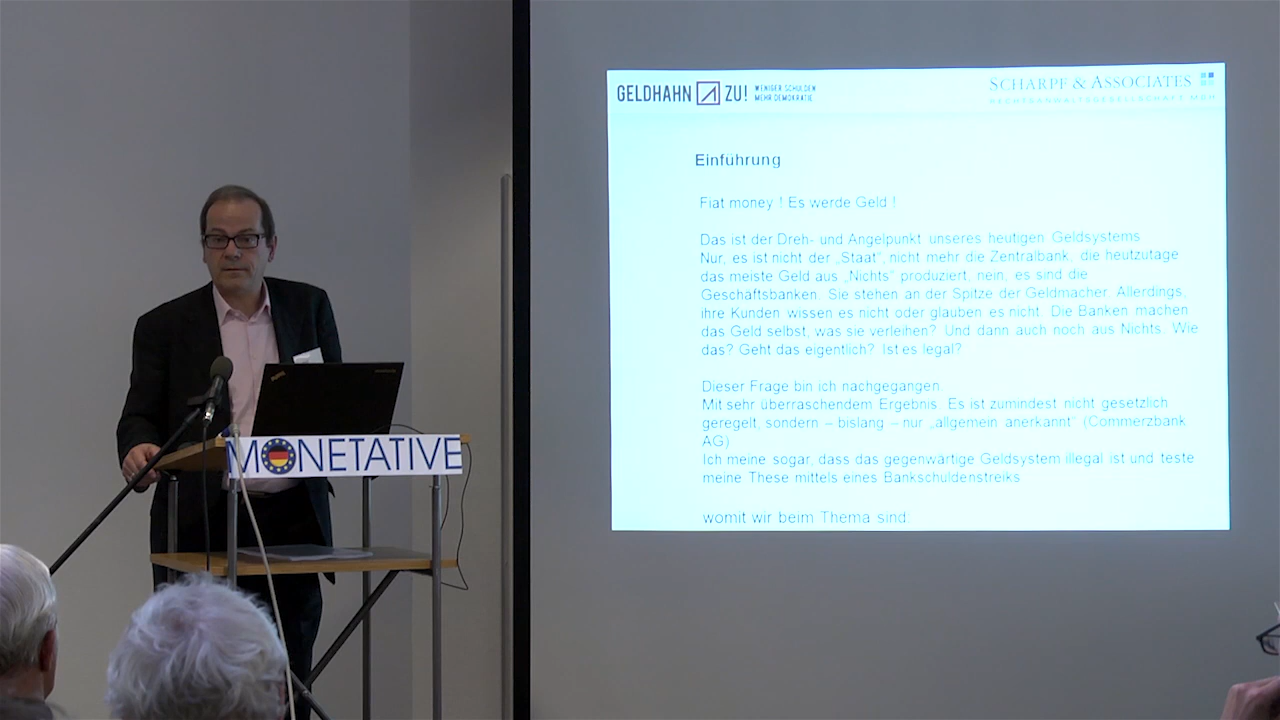 GELDHAHN ZU! WENIGER SCHULDEN
MEHR DEMOKRATIE
SCHARPF & ASSOCIATES
RECHTSANWALTSGESELLSCHAFT MBH
Einführung
Fiat money ! Es werde Geld !
Das ist der Dreh- und Angelpunkt unseres heutigen Geldsystems.
Nur, es ist nicht der „Staat“, nicht mehr die Zentralbank, die heutzutage
das meiste Geld aus „Nichts“ produziert, nein, es sind die
Geschäftsbanken. Sie stehen an der Spitze der Geldmacher. Allerdings,
ihre Kunden wissen es nicht oder glauben es nicht. Die Banken machen
das Geld selbst, was sie verleihen? Und dann auch noch aus Nichts. Wie
das? Geht das eigentlich? Ist es legal?
Dieser Frage bin ich nachgegangen.
Mit sehr überraschendem Ergebnis. Es ist zumindest nicht gesetzlich
geregelt, sondern – bislang – nur „allgemein anerkannt“ (Commerzbank
AG)
Ich meine sogar, dass das gegenwärtige Geldsystem illegal ist und teste
meine These mittels eines Bankschuldenstreiks
womit wir beim Thema sind.
MONETATIVE